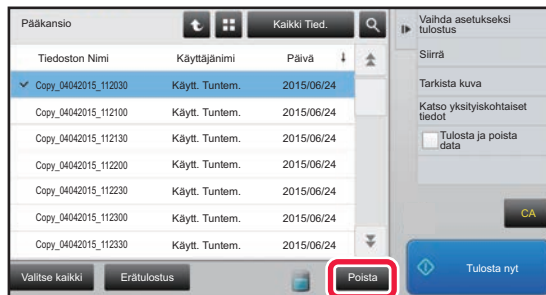 Pääkansio
Kaikki Tied.
Tiedoston Nimi Käyttäjänimi Päivä
Copy_04042015_112030 Käytt. Tuntem. 2015/06/24
Copy_04042015_112100 Käytt. Tuntem. 2015/06/24
Copy_04042015_112130 Käytt. Tuntem. 2015/06/24
Copy_04042015_112200 Käytt. Tuntem. 2015/06/24
Copy_04042015_112230 Käytt. Tuntem. 2015/06/24
Copy_04042015_112300 Käytt. Tuntem. 2015/06/24
Copy_04042015_112330 Käytt. Tuntem. 2015/06/24
Valitse kaikki
Erätulostus
Poista
Vaihda asetukseksi
tulostus
Siirrä
Tarkista kuva
Katso yksityiskohtaiset
tiedot
Tulosta ja poista
data
CA
Tulosta nyt